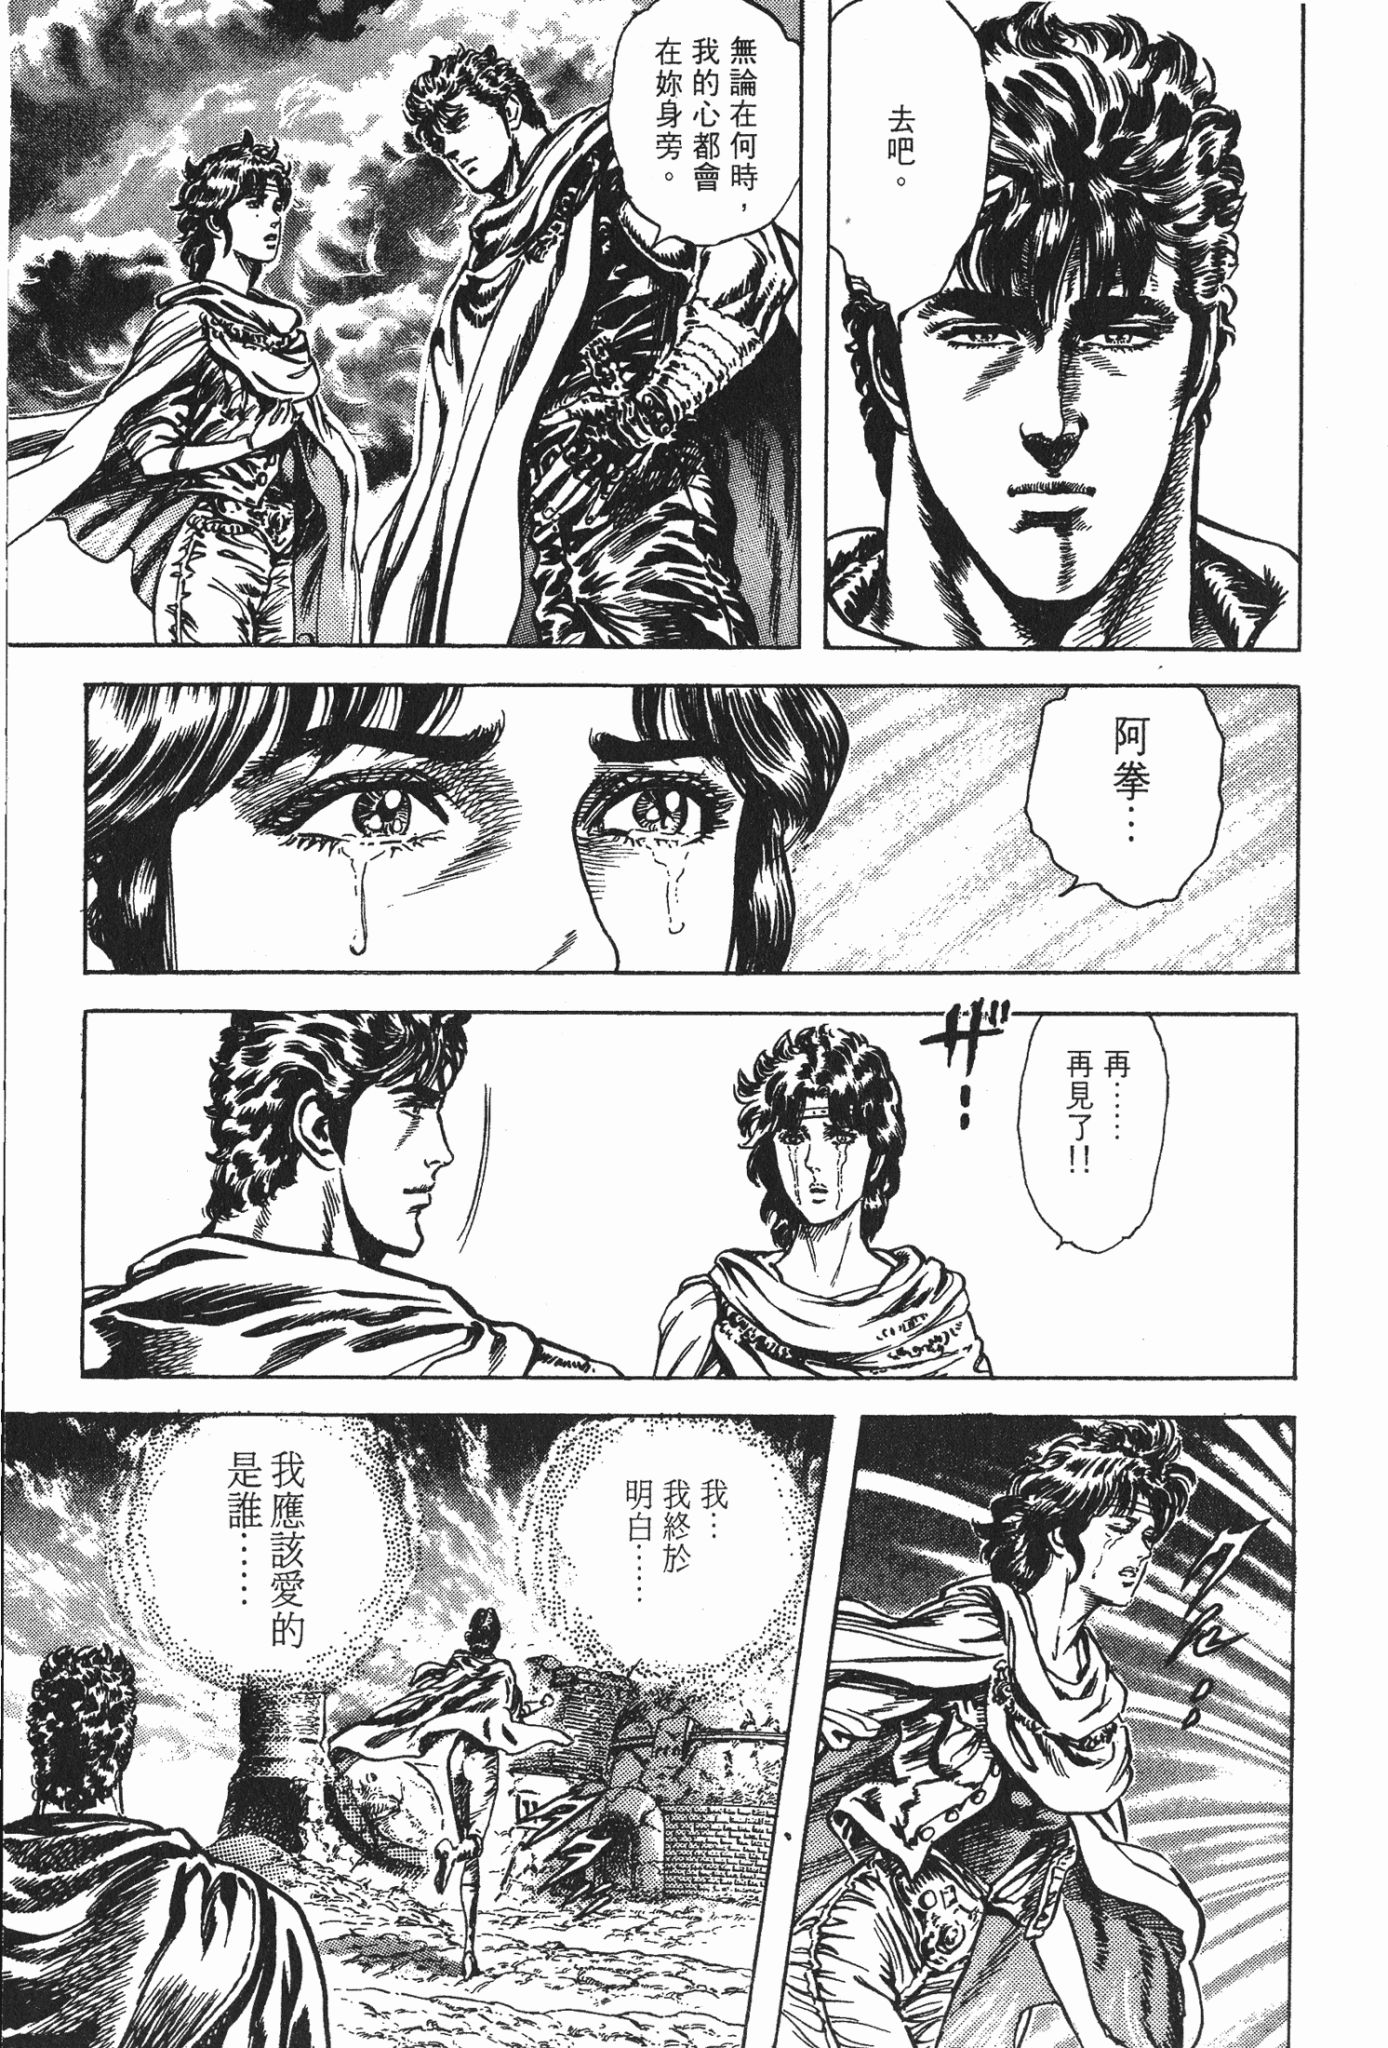 去吧。
無論在何時，
我的心都會
在妳身旁。
阿拳…
再……
再見了!!
ザ!!
我…
我終於
明白……
我應該愛的
是誰……